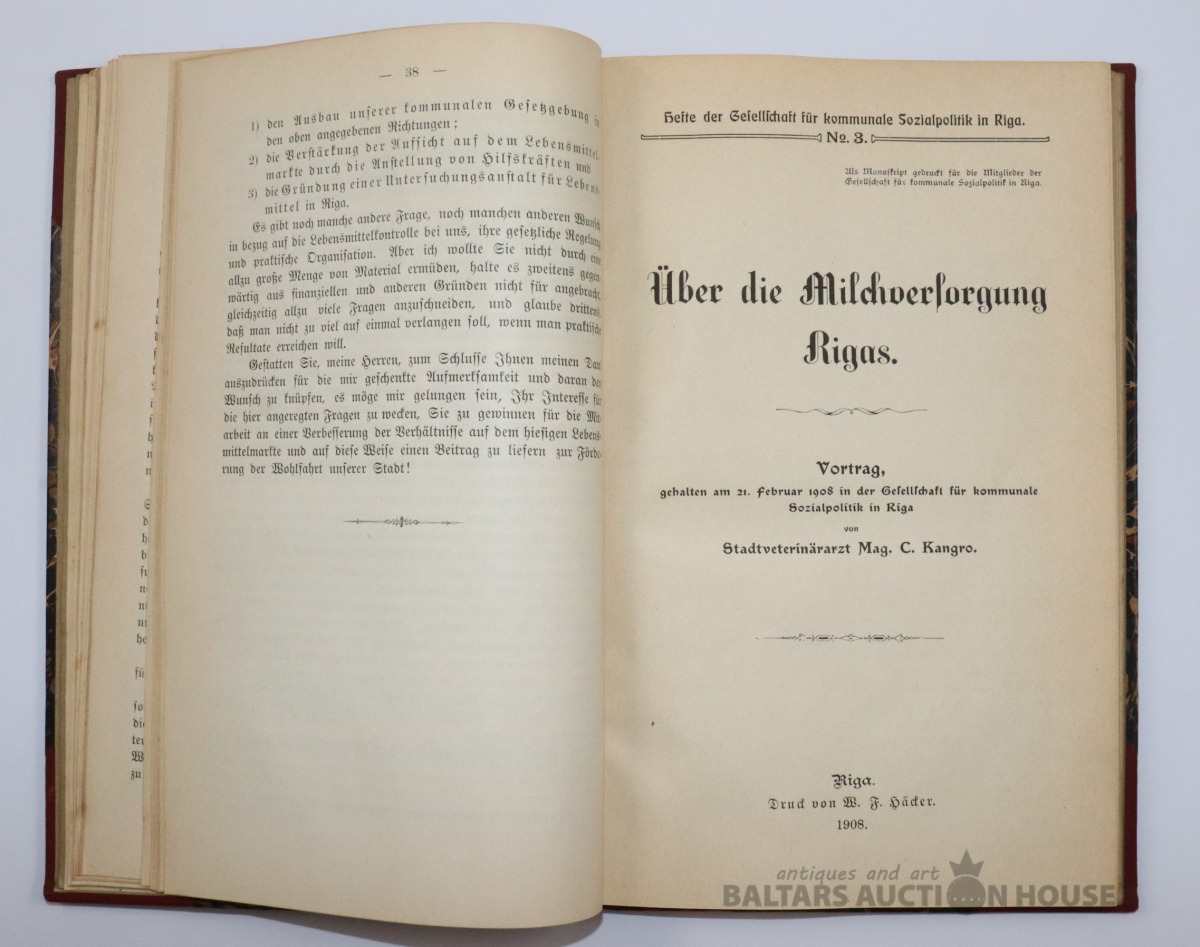 — 38 —
1) den Ausbau unserer kommunalen Gesetzgebung in
den oben angegebenen Richtungen;
2) die Verstärkung der Aufsicht auf dem Lebensmittel-
markte durch die Anstellung von Hilfskräften und
3) die Gründung einer Untersuchungsanstalt für Lebens-
mittel in Riga.
Es gibt noch manche andere Frage, noch manchen anderen Wunsch
in bezug auf die Lebensmittelkontrolle bei uns, ihre gesetzliche Regelung
und praktische Organisation. Aber ich wollte Sie nicht durch eine
allzu große Menge von Material ermüden, halte es zweitens gegen-
wärtig aus finanziellen und anderen Gründen nicht für angebracht,
gleichzeitig allzu viele Fragen anzuschneiden, und glaube drittens,
daß man nicht zu viel auf einmal verlangen soll, wenn man praktische
Resultate erreichen will.
Gestatten Sie, meine Herren, zum Schlusse Ihnen meinen Dan
auszudrücken für die mir geschenkte Aufmerksamkeit und daran den
Wunsch zu knüpfen, es möge mir gelungen sein, Ihr Interesse für
die hier angeregten Fragen zu wecken, Sie zu gewinnen für die Mit-
arbeit an einer Verbesserung der Verhältnisse auf dem hiesigen Lebens-
mittelmarkte und auf diese Weise einen Beitrag zu liefern zur Förde-
rung der Wohlfahrt unserer Stadt!
Hefte der Gesellschaft für kommunale Sozialpolitik in Riga.
No. 3.
Als Manuskript gedruckt für die Mitglieder der
Gesellschaft für kommunale Sozialpolitik in Riga.
Über die Milchversorgung
Rigas.
Vortrag,
gehalten am 21. Februar 1908 in der Gesellschaft für kommunale
Sozialpolitik in Riga
von
Stadtveterinärarzt Mag. C. Kangro.
Riga.
Druck von W. F. Häcker.
1908.
antiques and art
BALTARS AUCTION HOUSE